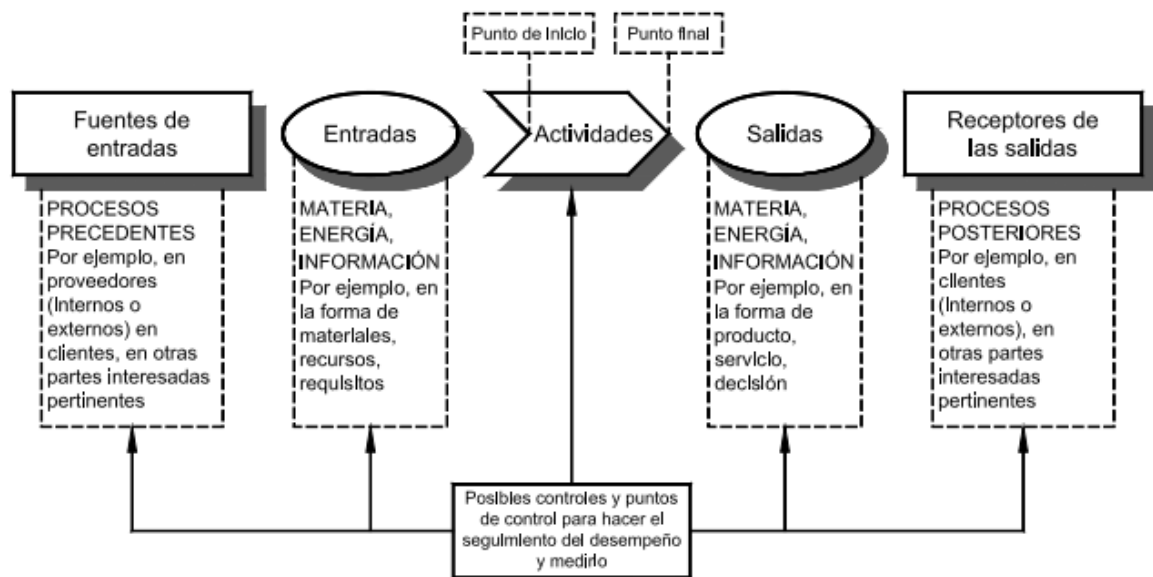 Punto de inicio
Punto final
Fuentes de
entradas
Entradas
Actividades
Salidas
Receptores de
las salidas
PROCESOS
PRECEDENTES
Por ejemplo, en
proveedores
(internos o
externos) en
clientes, en otras
partes interesadas
pertinentes
MATERIA,
ENERGÍA,
INFORMACIÓN
Por ejemplo, en
la forma de
materiales,
recursos,
requisitos
MATERIA,
ENERGÍA,
INFORMACIÓN
Por ejemplo, en
la forma de
producto,
servicio,
decisión
PROCESOS
POSTERIORES
Por ejemplo, en
clientes
(internos o
externos), en
otras partes
interesadas
pertinentes
Posibles controles y puntos
de control para hacer el
seguimiento del desempeño
y medirlo